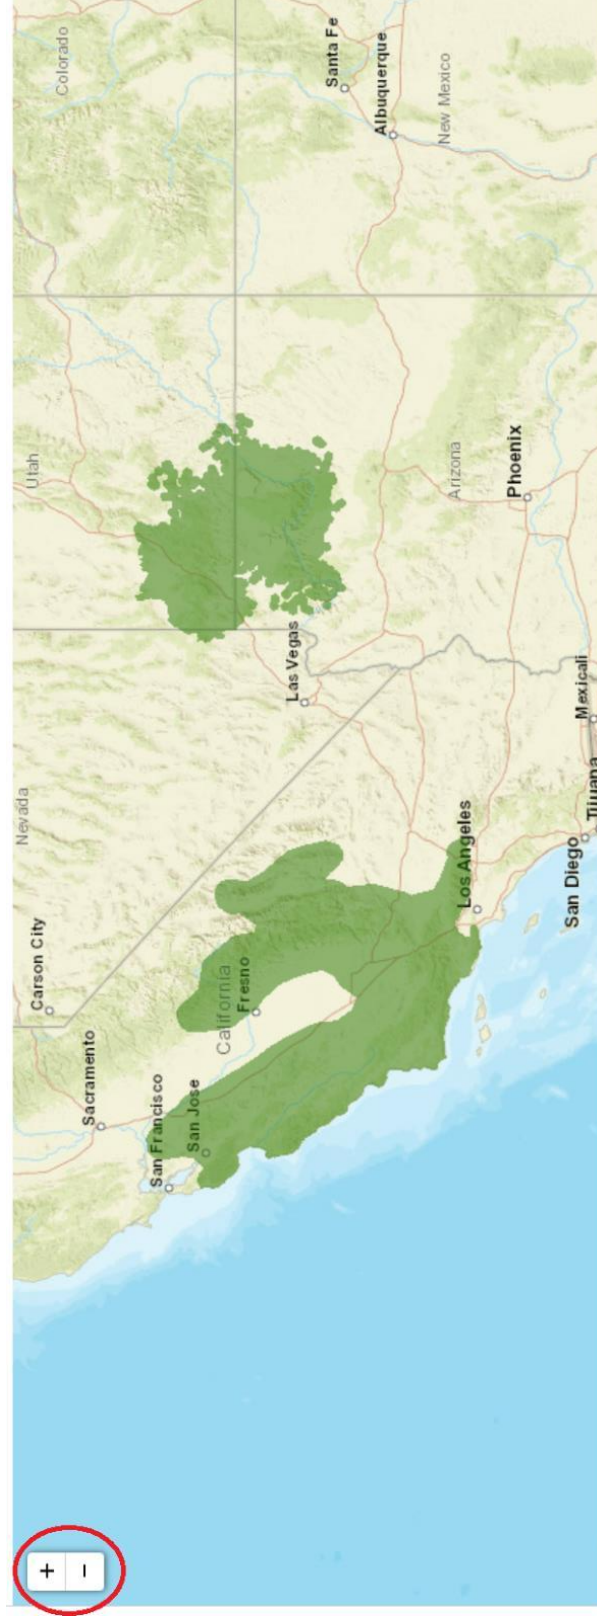 +
−
Sacramento
Carson City
Nevada
Utah
Colorado
San Francisco
San Jose
California
Fresno
Las Vegas
Santa Fe
Albuquerque
New Mexico
Arizona
Los Angeles
Phoenix
San Diego
Tijuana
Mexicali